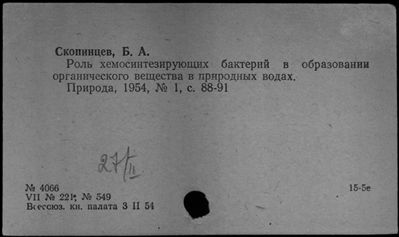 Скопинцев, Б. А.
Роль хемосинтезирующих бактерий в образовании
органического вещества в природных водах.
Природа, 1954, № 1, с. 88-91
27/II
№ 4066
15-5е
VII № 221; № 549
Всесоюз. кн. палата 3 II 54